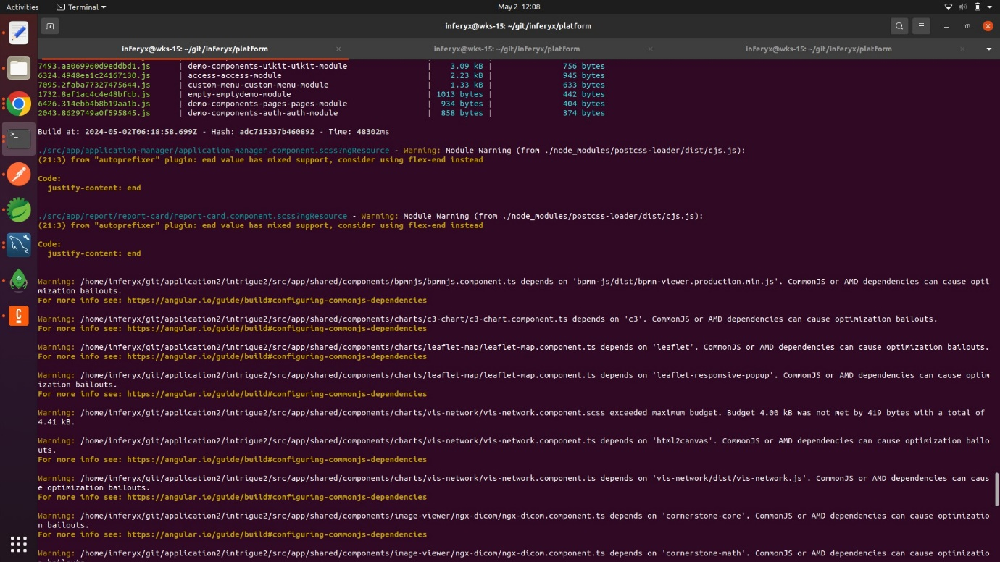 Activities
Terminal
May 2 12:08
inferyx@wks-15: ~/git/inferyx/platform
inferyx@wks-15: ~/git/inferyx/platform
inferyx@wks-15: ~/git/inferyx/platform
inferyx@wks-15: ~/git/inferyx/platform
7493.aa069960d9eddbd1.js | demo-components-uikit-uikit-module | 3.09 kB | 756 bytes
6324.4948ea1c24167130.js | access-access-module | 2.23 kB | 945 bytes
7095.2faba77327475644.js | custom-menu-custom-menu-module | 1.33 kB | 633 bytes
1732.8af1ac4c4e48bfcb.js | empty-emptydemo-module | 1013 bytes | 442 bytes
6426.314ebb4b8b19aa1b.js | demo-components-pages-pages-module | 934 bytes | 404 bytes
2043.8629749a0f595845.js | demo-components-auth-auth-module | 858 bytes | 374 bytes
Build at: 2024-05-02T06:18:58.699Z - Hash: adc715337b460892 - Time: 48302ms
./src/app/application-manager/application-manager.component.scss?ngResource - Warning: Module Warning (from ./node_modules/postcss-loader/dist/cjs.js):
(21:3) from "autoprefixer" plugin: end value has mixed support, consider using flex-end instead
Code:
justify-content: end
./src/app/report/report-card/report-card.component.scss?ngResource - Warning: Module Warning (from ./node_modules/postcss-loader/dist/cjs.js):
(21:3) from "autoprefixer" plugin: end value has mixed support, consider using flex-end instead
Code:
justify-content: end
Warning: /home/inferyx/git/application2/intrigue2/src/app/shared/components/bpmnjs/bpmnjs.component.ts depends on 'bpmn-js/dist/bpmn-viewer.production.min.js'. CommonJS or AMD dependencies can cause opti
mization bailouts.
For more info see: https://angular.io/guide/build#configuring-commonjs-dependencies
Warning: /home/inferyx/git/application2/intrigue2/src/app/shared/components/charts/c3-chart/c3-chart.component.ts depends on 'c3'. CommonJS or AMD dependencies can cause optimization bailouts.
For more info see: https://angular.io/guide/build#configuring-commonjs-dependencies
Warning: /home/inferyx/git/application2/intrigue2/src/app/shared/components/charts/leaflet-map/leaflet-map.component.ts depends on 'leaflet'. CommonJS or AMD dependencies can cause optimization bailouts.
For more info see: https://angular.io/guide/build#configuring-commonjs-dependencies
Warning: /home/inferyx/git/application2/intrigue2/src/app/shared/components/charts/leaflet-map/leaflet-map.component.ts depends on 'leaflet-responsive-popup'. CommonJS or AMD dependencies can cause optim
ization bailouts.
For more info see: https://angular.io/guide/build#configuring-commonjs-dependencies
Warning: /home/inferyx/git/application2/intrigue2/src/app/shared/components/charts/vis-network/vis-network.component.scss exceeded maximum budget. Budget 4.00 kB was not met by 419 bytes with a total of
4.41 kB.
Warning: /home/inferyx/git/application2/intrigue2/src/app/shared/components/charts/vis-network/vis-network.component.ts depends on 'html2canvas'. CommonJS or AMD dependencies can cause optimization bailo
uts.
For more info see: https://angular.io/guide/build#configuring-commonjs-dependencies
Warning: /home/inferyx/git/application2/intrigue2/src/app/shared/components/charts/vis-network/vis-network.component.ts depends on 'vis-network/dist/vis-network.js'. CommonJS or AMD dependencies can caus
e optimization bailouts.
For more info see: https://angular.io/guide/build#configuring-commonjs-dependencies
Warning: /home/inferyx/git/application2/intrigue2/src/app/shared/components/image-viewer/ngx-dicom/ngx-dicom.component.ts depends on 'cornerstone-core'. CommonJS or AMD dependencies can cause optimizatio
n bailouts.
For more info see: https://angular.io/guide/build#configuring-commonjs-dependencies
Warning: /home/inferyx/git/application2/intrigue2/src/app/shared/components/image-viewer/ngx-dicom/ngx-dicom.component.ts depends on 'cornerstone-math'. CommonJS or AMD dependencies can cause optimizatio